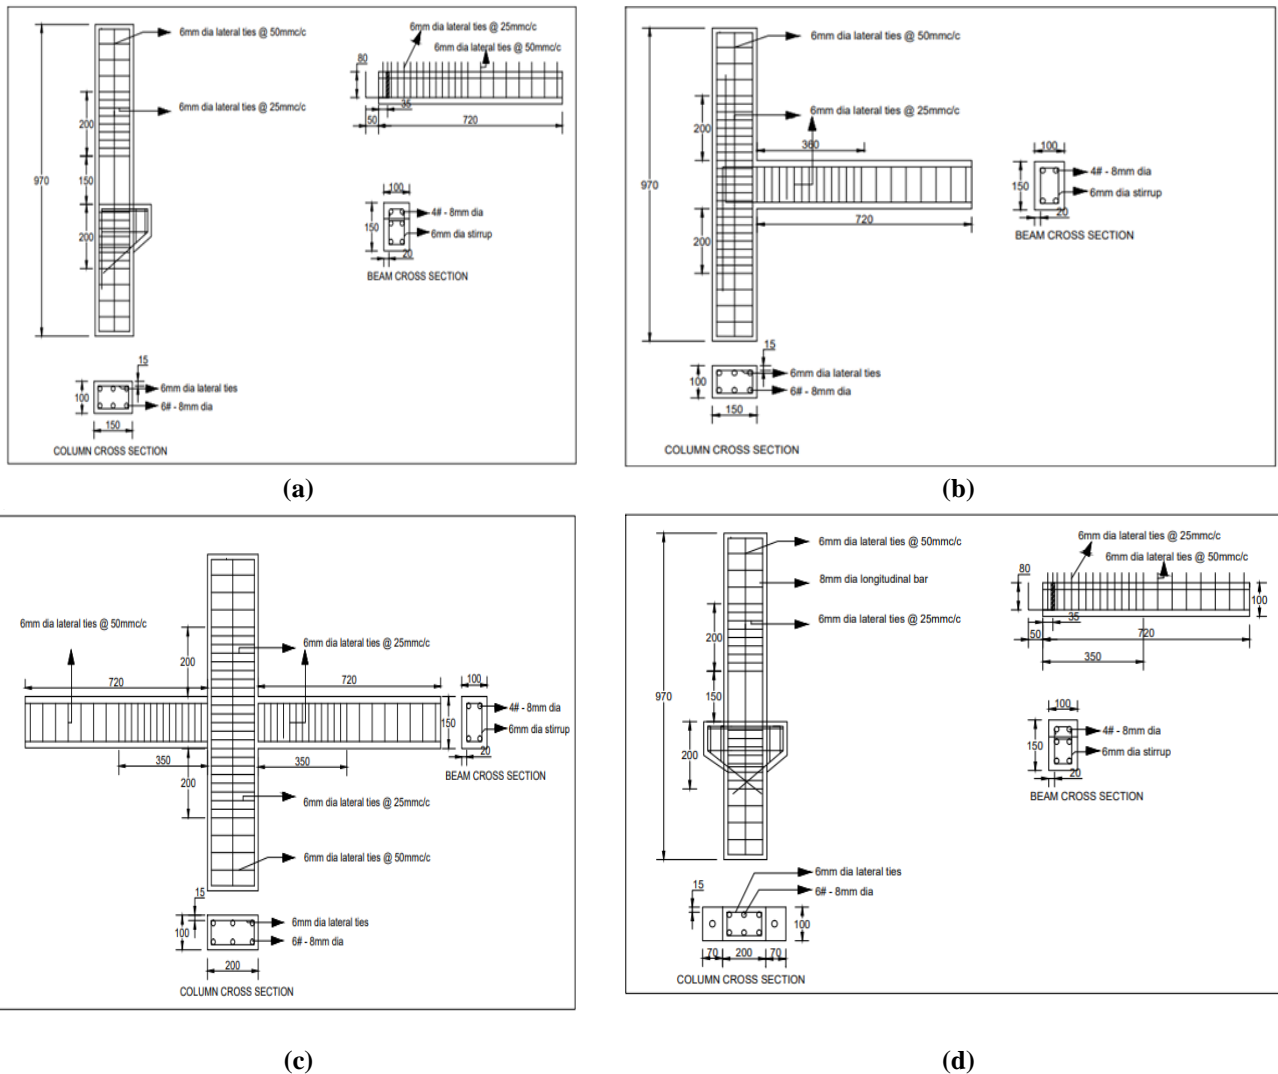 6mm dia lateral ties @ 50mmc/c
6mm dia lateral ties @ 25mmc/c
200
970
150
200
6mm dia lateral ties @ 25mmc/c
6mm dia lateral ties @ 50mmc/c
80
35
50
720
100
4# - 8mm dia
150
6mm dia stirrup
20
BEAM CROSS SECTION
15
6mm dia lateral ties
100
6# - 8mm dia
150
COLUMN CROSS SECTION
(a)
6mm dia lateral ties @ 50mmc/c
6mm dia lateral ties @ 25mmc/c
200
360
970
720
200
100
4# - 8mm dia
150
6mm dia stirrup
20
BEAM CROSS SECTION
15
6mm dia lateral ties
100
6# - 8mm dia
150
COLUMN CROSS SECTION
(b)
6mm dia lateral ties @ 50mmc/c
6mm dia lateral ties @ 25mmc/c
200
720
720
100
4# - 8mm dia
150
6mm dia stirrup
20
350
350
200
BEAM CROSS SECTION
6mm dia lateral ties @ 25mmc/c
6mm dia lateral ties @ 50mmc/c
15
6mm dia lateral ties
100
6# - 8mm dia
200
COLUMN CROSS SECTION
(c)
6mm dia lateral ties @ 50mmc/c
8mm dia longitudinal bar
6mm dia lateral ties @ 25mmc/c
200
970
150
200
6mm dia lateral ties @ 25mmc/c
6mm dia lateral ties @ 50mmc/c
80
100
35
50
720
350
100
4# - 8mm dia
150
6mm dia stirrup
20
BEAM CROSS SECTION
6mm dia lateral ties
15
6# - 8mm dia
100
70
200
70
COLUMN CROSS SECTION
(d)